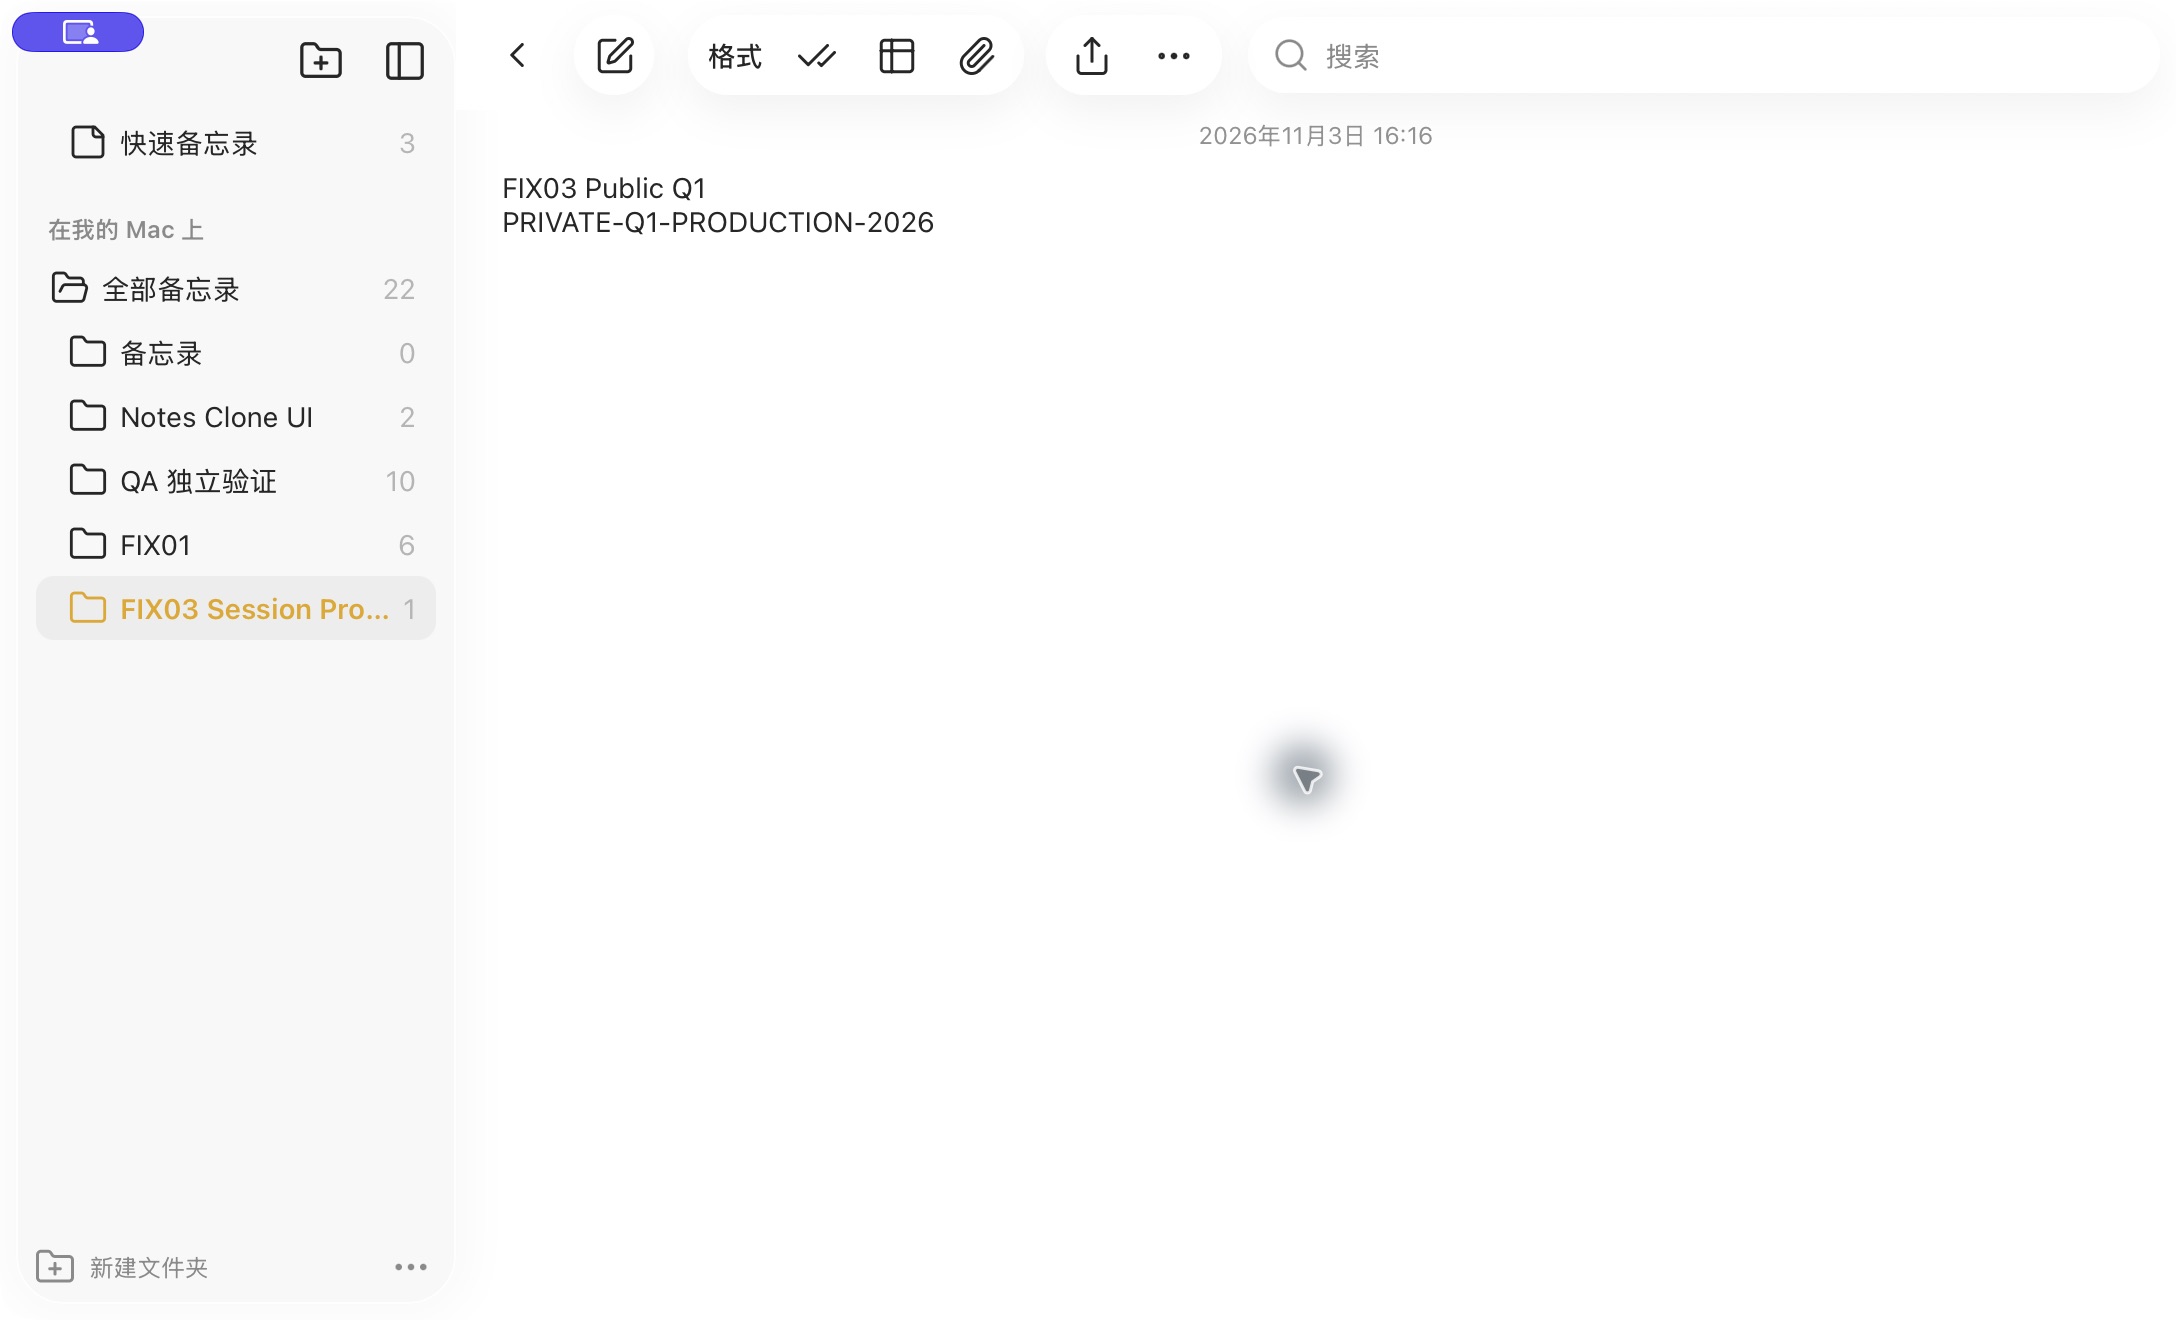 快速备忘录 3
在我的 Mac 上
全部备忘录 22
备忘录 0
Notes Clone UI 2
QA 独立验证 10
FIX01 6
FIX03 Session Pro... 1
新建文件夹
格式
搜索
2026年11月3日 16:16
FIX03 Public Q1
PRIVATE-Q1-PRODUCTION-2026